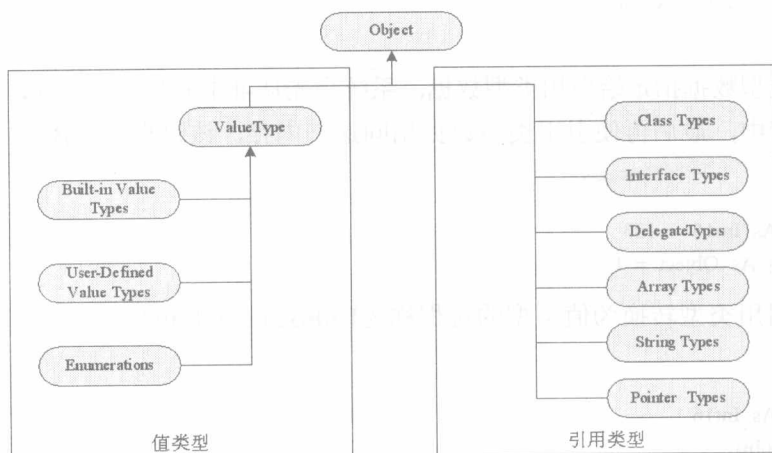 Object
ValueType
Built-in Value
Types
User-Defined
Value Types
Enumerations
值类型
Class Types
Interface Types
DelegateTypes
Array Types
String Types
Pointer Types
引用类型